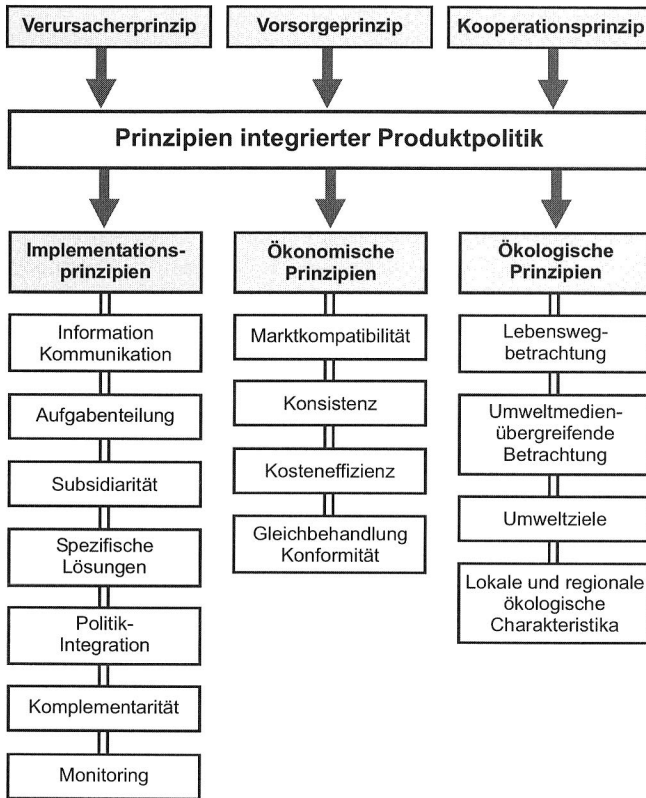 Verursacherprinzip
Vorsorgeprinzip
Kooperationsprinzip
Prinzipien integrierter Produktpolitik
Implementations-
prinzipien
Information
Kommunikation
Aufgabenteilung
Subsidiarität
Spezifische
Lösungen
Politik-
Integration
Komplementarität
Monitoring
Ökonomische
Prinzipien
Marktkompatibilität
Konsistenz
Kosteneffizienz
Gleichbehandlung
Konformität
Ökologische
Prinzipien
Lebensweg-
betrachtung
Umweltmedien-
übergreifende
Betrachtung
Umweltziele
Lokale und regionale
ökologische
Charakteristika